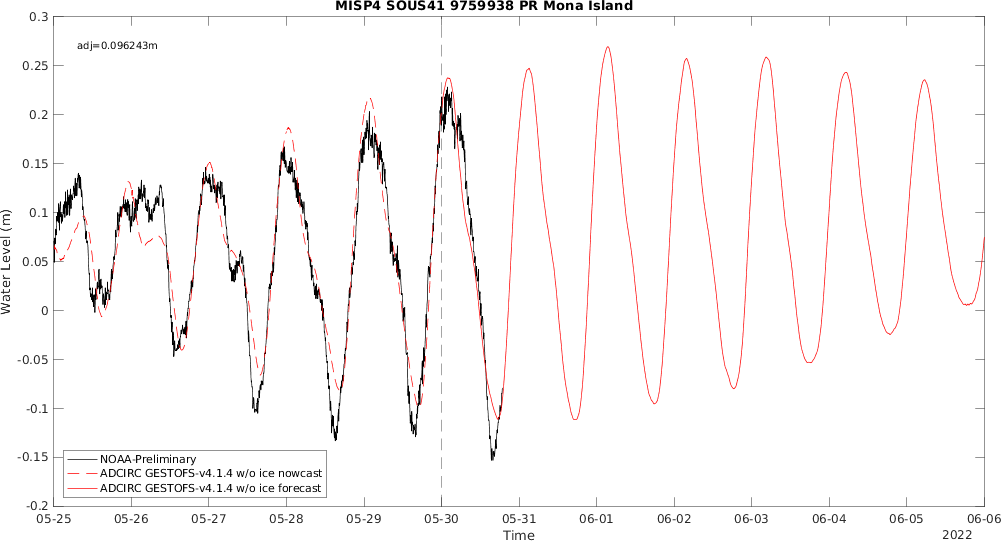 MISP4 SOUS41 9759938 PR Mona Island
adj=0.096243m
0.3
0.25
0.2
0.15
0.1
0.05
0
-0.05
-0.1
-0.15
-0.2
Water Level (m)
NOAA-Preliminary
ADCIRC GESTOFS-v4.1.4 w/o ice nowcast
ADCIRC GESTOFS-v4.1.4 w/o ice forecast
05-25 05-26 05-27 05-28 05-29 05-30 05-31 06-01 06-02 06-03 06-04 06-05 06-06
Time
2022